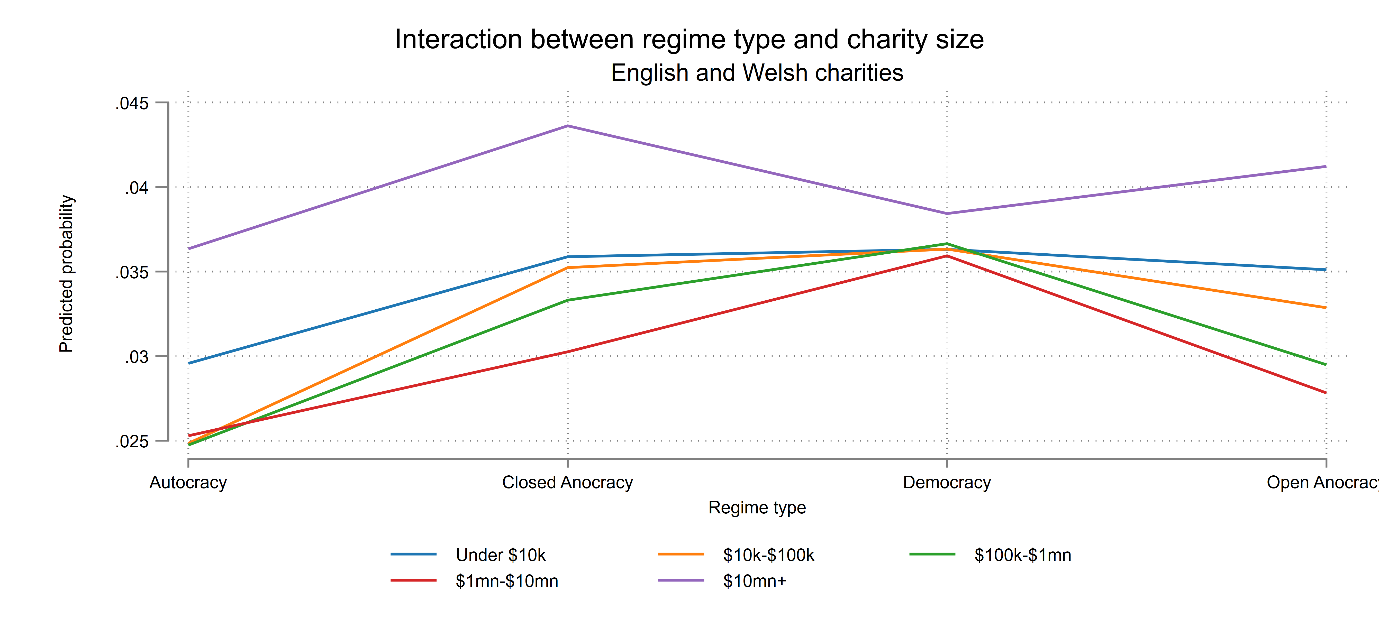 Interaction between regime type and charity size
English and Welsh charities
.045
.04
.035
.03
.025
Predicted probability
Autocracy Closed Anocracy Democracy Open Anocracy
Regime type
Under $10k $10k-$100k $100k-$1mn
$1mn-$10mn $10mn+